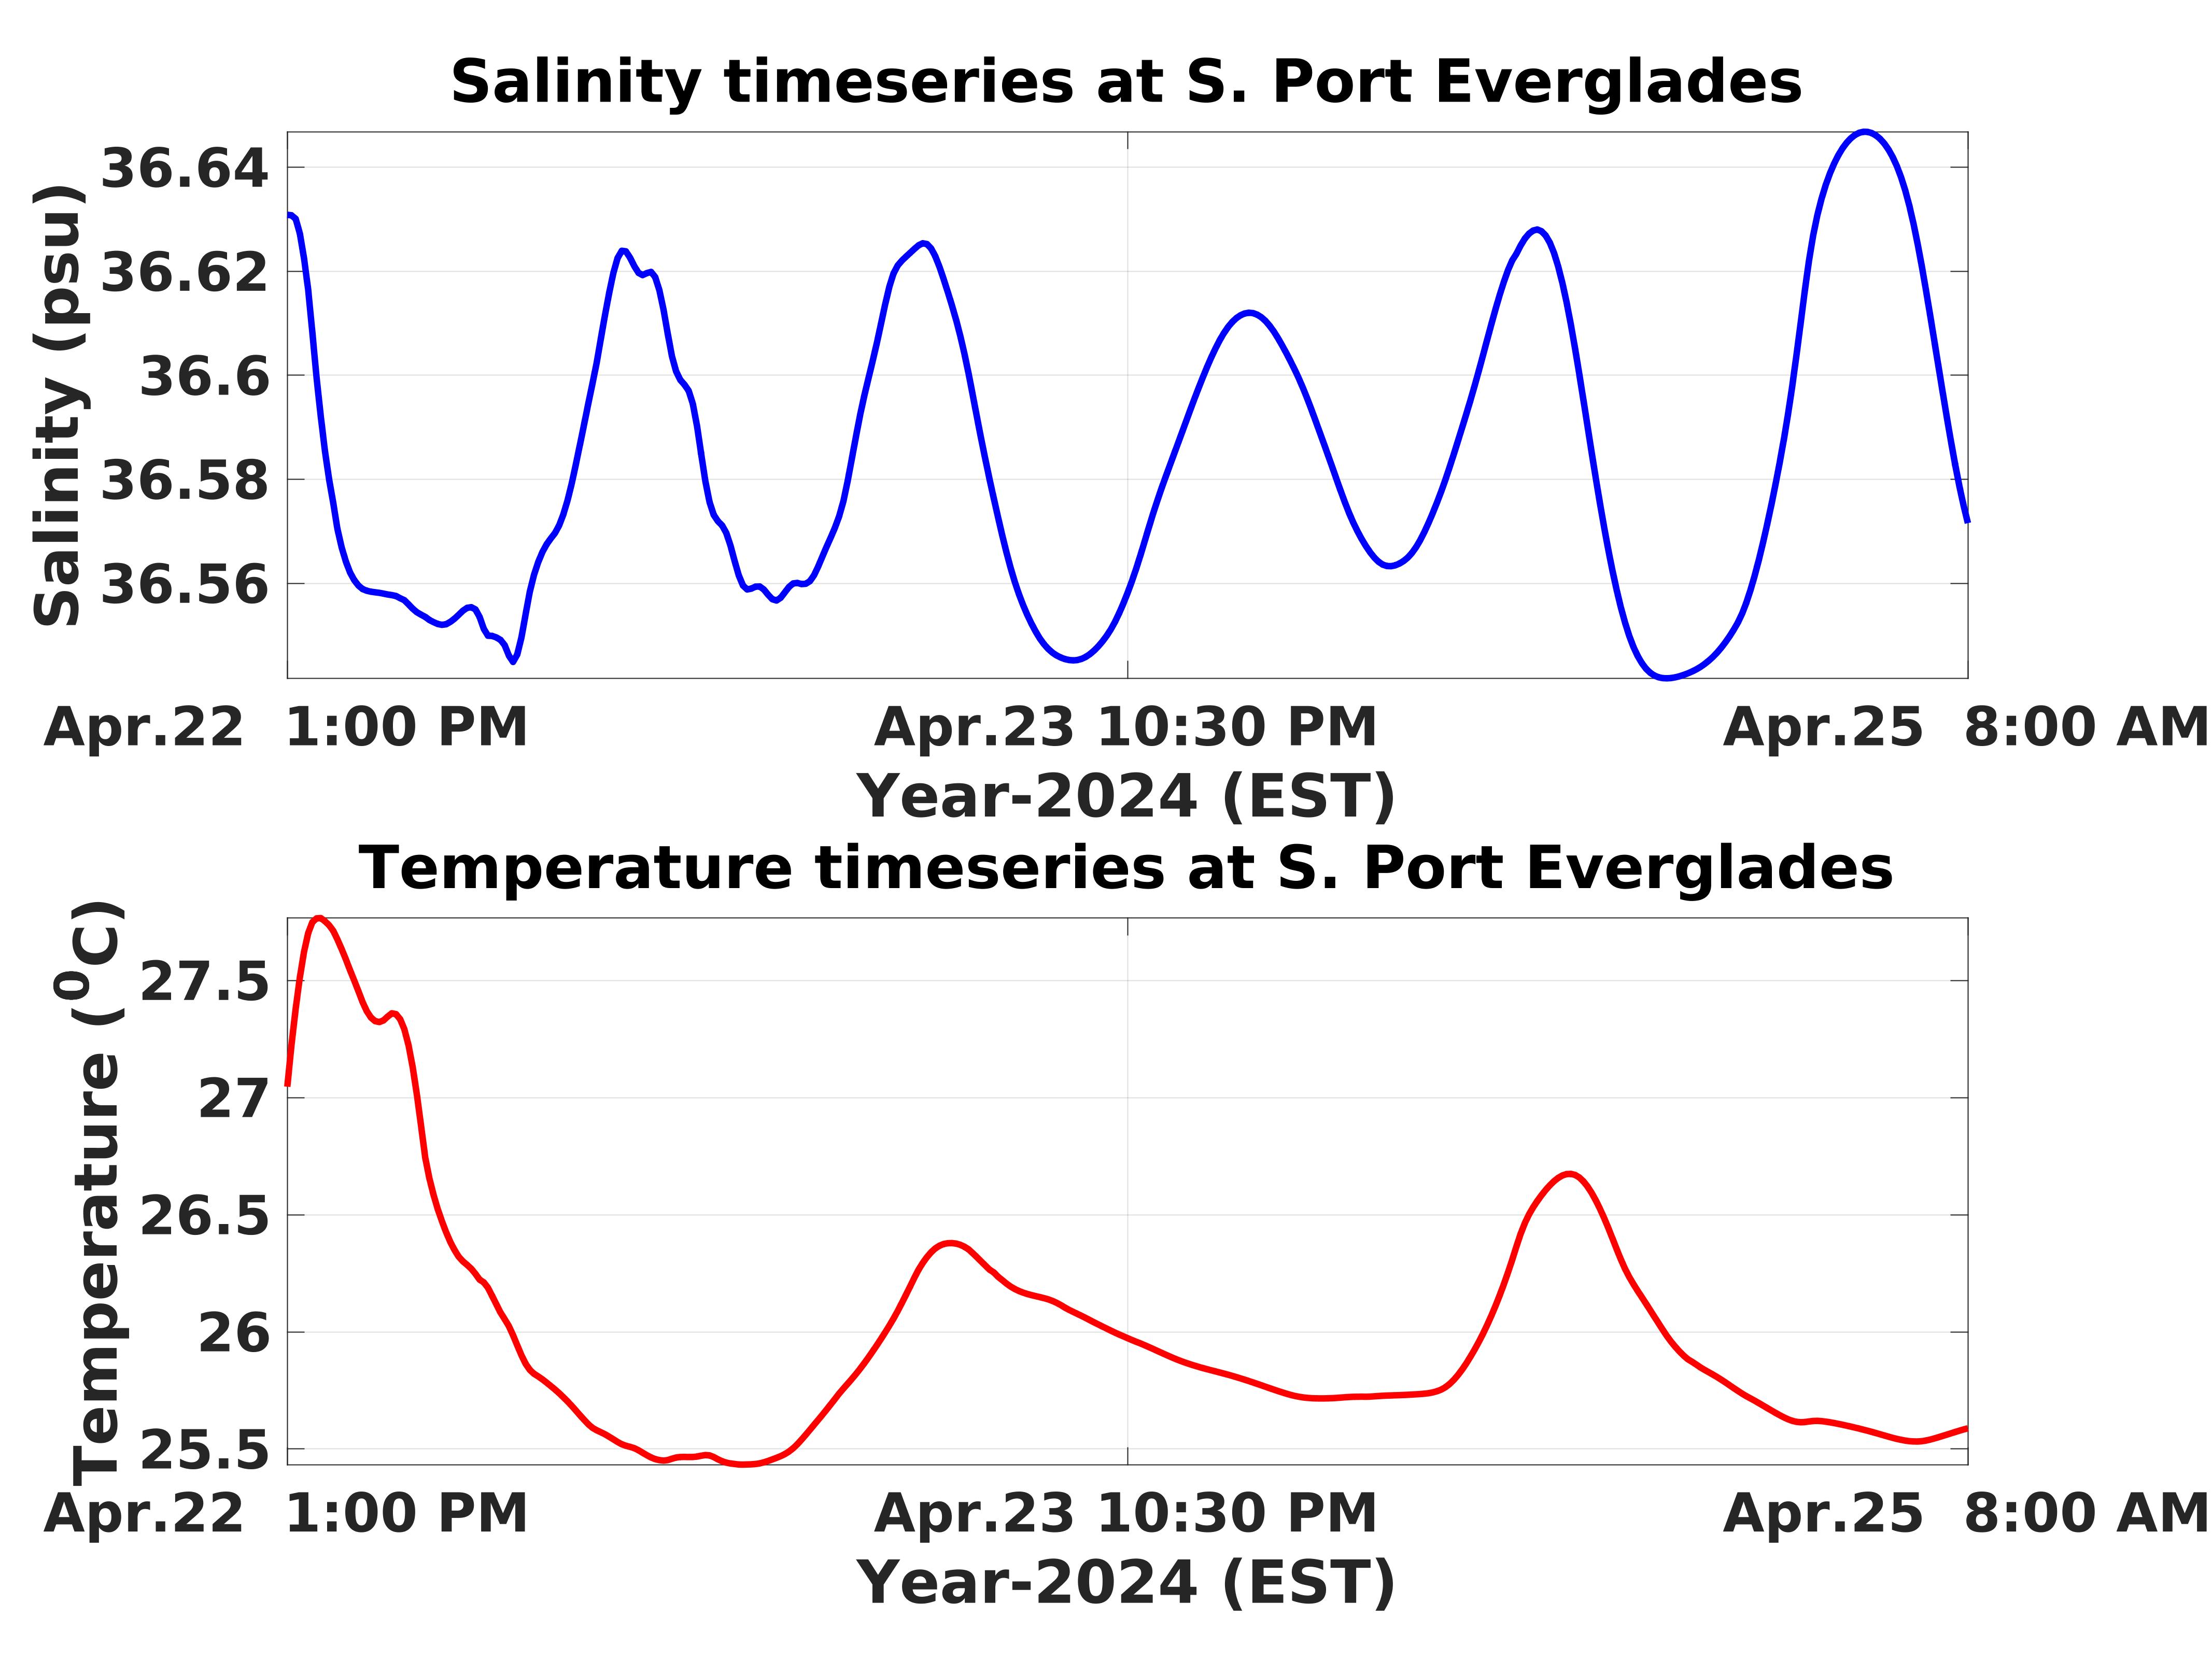 Salinity timeseries at S. Port Everglades
Salinity (psu)
36.64
36.62
36.6
36.58
36.56
Apr.22  1:00 PM
Apr.23 10:30 PM
Apr.25  8:00 AM
Year-2024 (EST)
Temperature timeseries at S. Port Everglades
Temperature (⁰C)
27.5
27
26.5
26
25.5
Apr.22  1:00 PM
Apr.23 10:30 PM
Apr.25  8:00 AM
Year-2024 (EST)